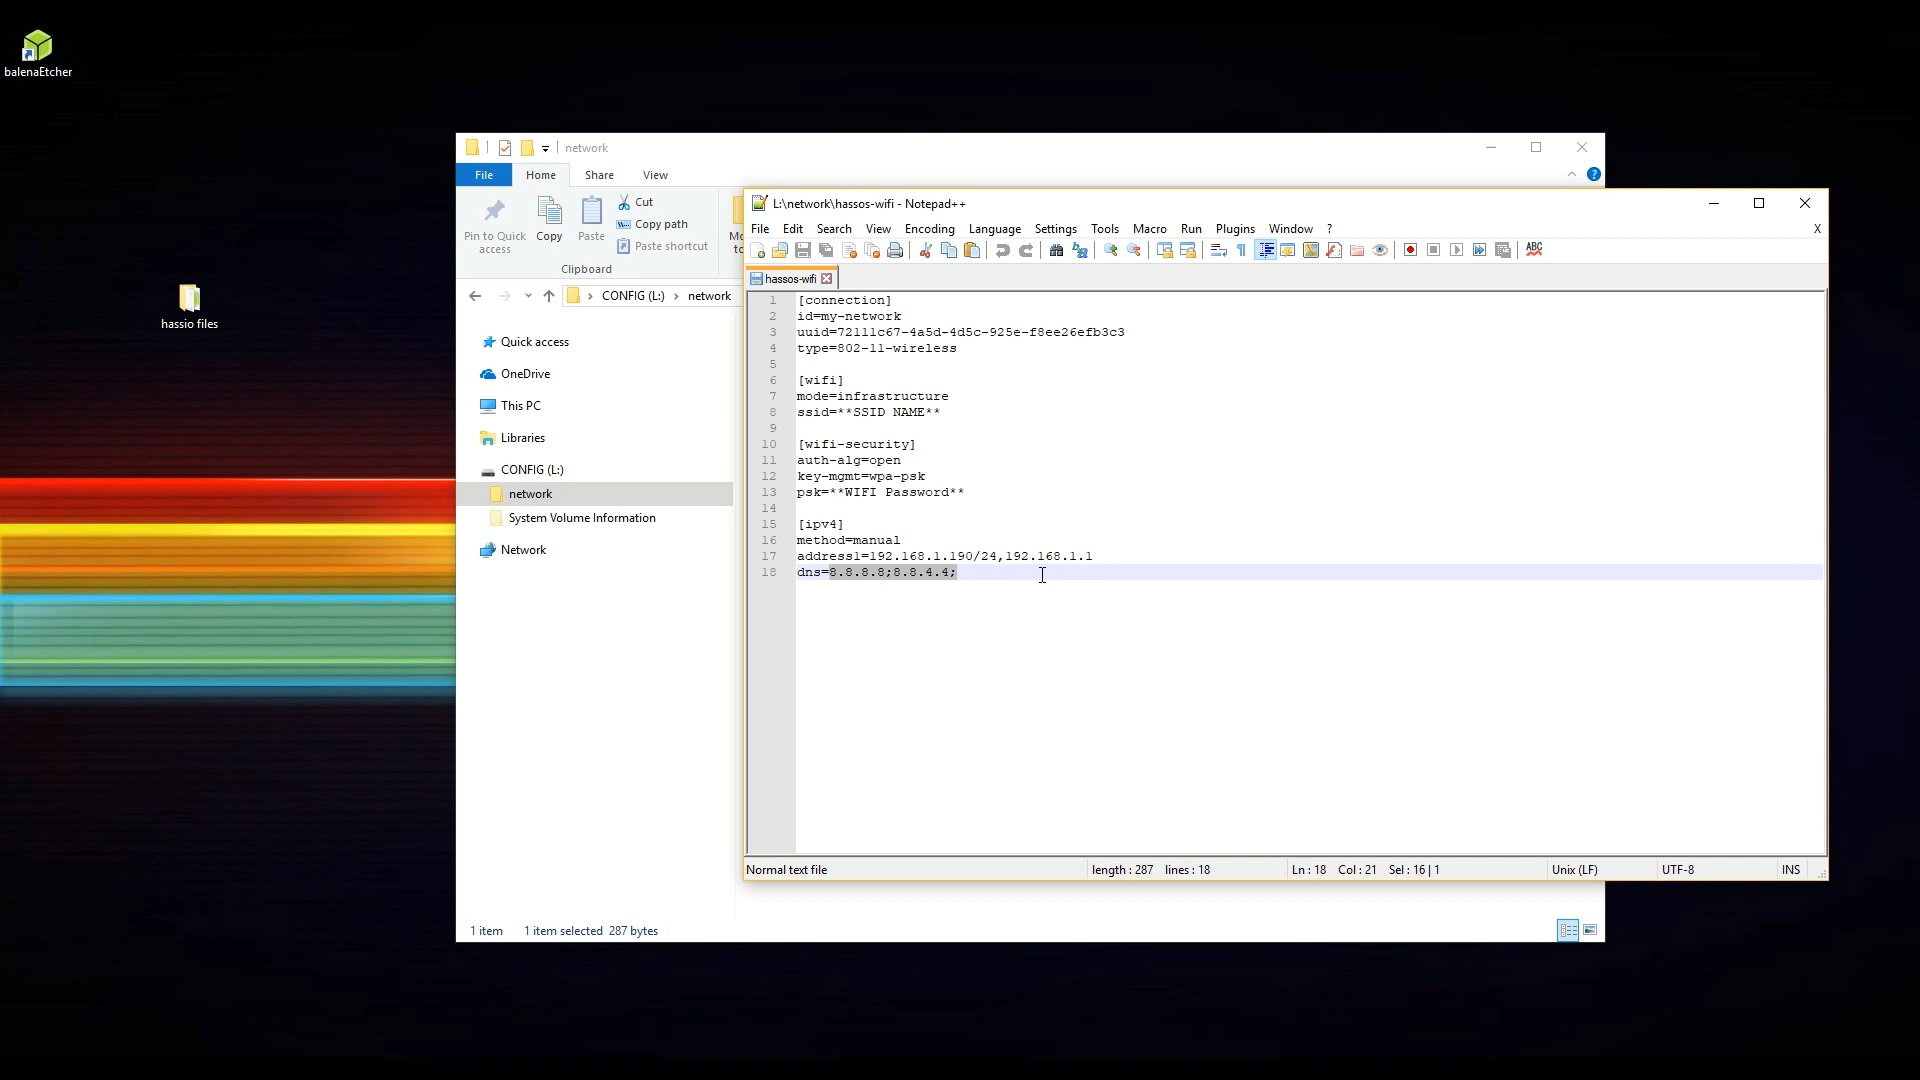 balenaEtcher
hassio files
network
File Home Share View
Pin to Quick access
Copy
Paste
Cut
Copy path
Paste shortcut
Clipboard
CONFIG (L:) network
Quick access
OneDrive
This PC
Libraries
CONFIG (L:)
network
System Volume Information
Network
1 item 1 item selected 287 bytes
L:\network\hassos-wifi - Notepad++
File Edit Search View Encoding Language Settings Tools Macro Run Plugins Window ? X
ABC
hassos-wifi
1 [connection]
2 id=my-network
3 uuid=72111c67-4a5d-4d5c-925e-f8ee26efb3c3
4 type=802-11-wireless
5
6 [wifi]
7 mode=infrastructure
8 ssid=**SSID NAME**
9
10 [wifi-security]
11 auth-alg=open
12 key-mgmt=wpa-psk
13 psk=**WIFI Password**
14
15 [ipv4]
16 method=manual
17 address1=192.168.1.190/24,192.168.1.1
18 dns=8.8.8.8;8.8.4.4;
Normal text file length : 287 lines : 18 Ln : 18 Col : 21 Sel : 16 | 1 Unix (LF) UTF-8 INS